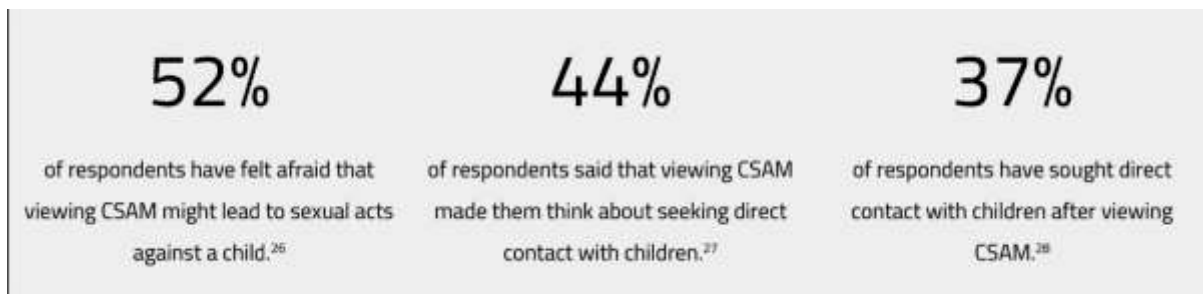 52%
of respondents have felt afraid that
viewing CSAM might lead to sexual acts
against a child.26
44%
of respondents said that viewing CSAM
made them think about seeking direct
contact with children.27
37%
of respondents have sought direct
contact with children after viewing
CSAM.28